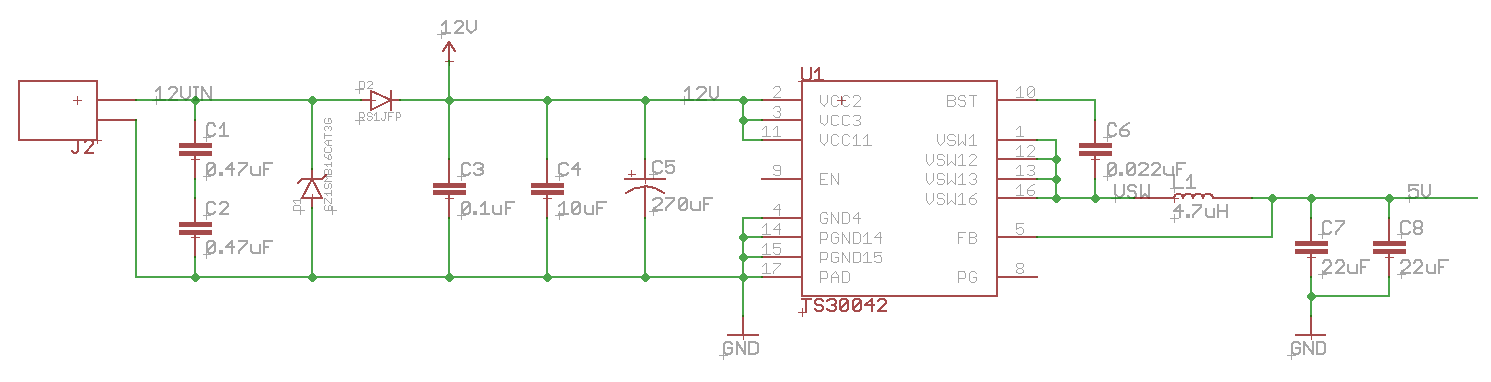 12V
12VIN
J2
C1
0.47uF
C2
0.47uF
D1
SZ1SMB16CAT3G
D2
RS1JFP
C3
0.1uF
C4
10uF
C5
270uF
12V
U1
2 VCC2
3 VCC3
11 VCC11
9 EN
4 GND4
14 PGND14
15 PGND15
17 PAD
BST 10
VSW1 1
VSW12 12
VSW13 13
VSW16 16
FB 5
PG 8
TS30042
GND
C6
0.022uF
VSW
L1
4.7uH
5V
C7
22uF
C8
22uF
GND